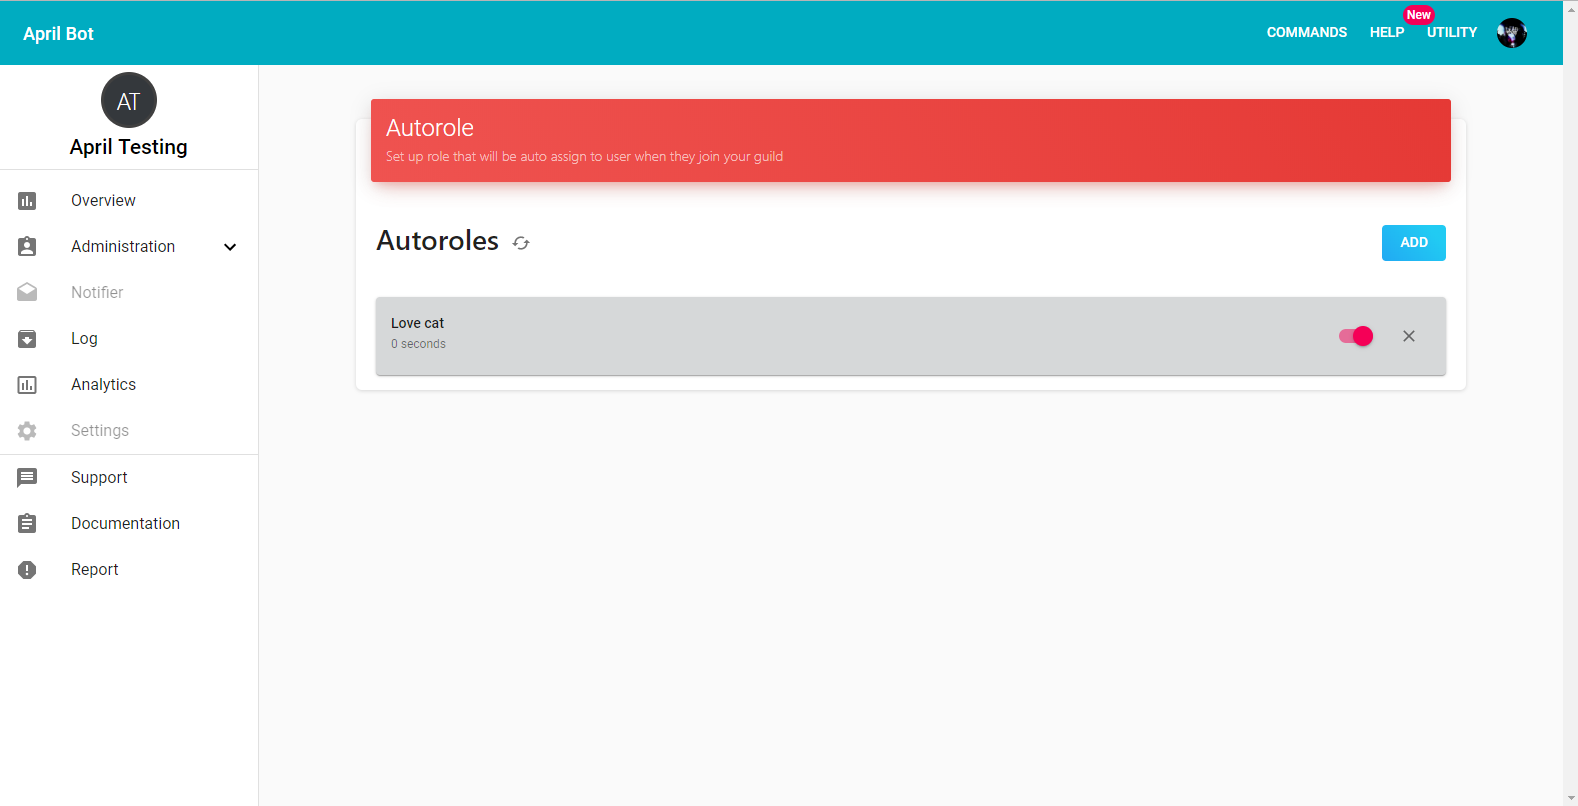 April Bot
COMMANDS
HELP
New
UTILITY
AT
April Testing
Overview
Administration
Notifier
Log
Analytics
Settings
Support
Documentation
Report
Autorole
Set up role that will be auto assign to user when they join your guild
Autoroles
ADD
Love cat
0 seconds